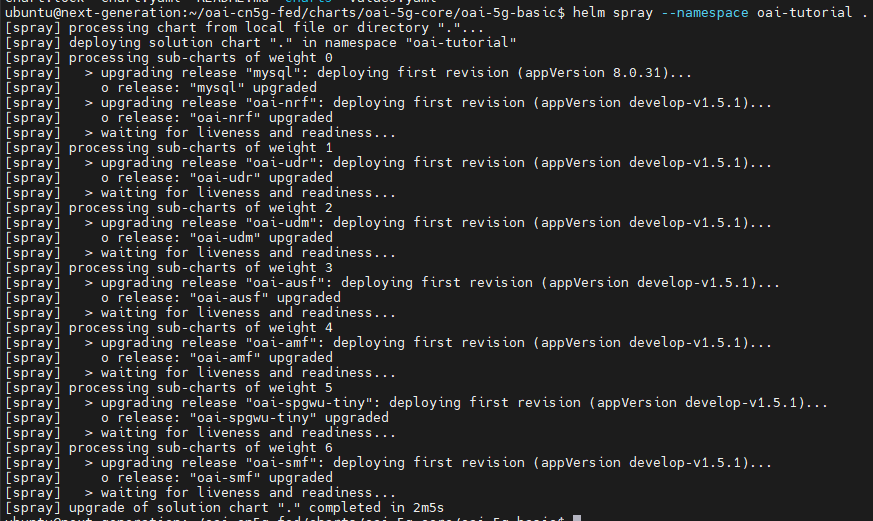 ubuntu@next-generation:~/oai-cn5g-fed/charts/oai-5g-core/oai-5g-basic$ helm spray --namespace oai-tutorial .
[spray] processing chart from local file or directory "."...
[spray] deploying solution chart "." in namespace "oai-tutorial"
[spray] processing sub-charts of weight 0
[spray]   > upgrading release "mysql": deploying first revision (appVersion 8.0.31)...
[spray]     o release: "mysql" upgraded
[spray]   > upgrading release "oai-nrf": deploying first revision (appVersion develop-v1.5.1)...
[spray]     o release: "oai-nrf" upgraded
[spray]   > waiting for liveness and readiness...
[spray] processing sub-charts of weight 1
[spray]   > upgrading release "oai-udr": deploying first revision (appVersion develop-v1.5.1)...
[spray]     o release: "oai-udr" upgraded
[spray]   > waiting for liveness and readiness...
[spray] processing sub-charts of weight 2
[spray]   > upgrading release "oai-udm": deploying first revision (appVersion develop-v1.5.1)...
[spray]     o release: "oai-udm" upgraded
[spray]   > waiting for liveness and readiness...
[spray] processing sub-charts of weight 3
[spray]   > upgrading release "oai-ausf": deploying first revision (appVersion develop-v1.5.1)...
[spray]     o release: "oai-ausf" upgraded
[spray]   > waiting for liveness and readiness...
[spray] processing sub-charts of weight 4
[spray]   > upgrading release "oai-amf": deploying first revision (appVersion develop-v1.5.1)...
[spray]     o release: "oai-amf" upgraded
[spray]   > waiting for liveness and readiness...
[spray] processing sub-charts of weight 5
[spray]   > upgrading release "oai-spgwu-tiny": deploying first revision (appVersion develop-v1.5.1)...
[spray]     o release: "oai-spgwu-tiny" upgraded
[spray]   > waiting for liveness and readiness...
[spray] processing sub-charts of weight 6
[spray]   > upgrading release "oai-smf": deploying first revision (appVersion develop-v1.5.1)...
[spray]     o release: "oai-smf" upgraded
[spray]   > waiting for liveness and readiness...
[spray] upgrade of solution chart "." completed in 2m5s
ubuntu@next-generation:~/oai-cn5g-fed/charts/oai-5g-core/oai-5g-basic$